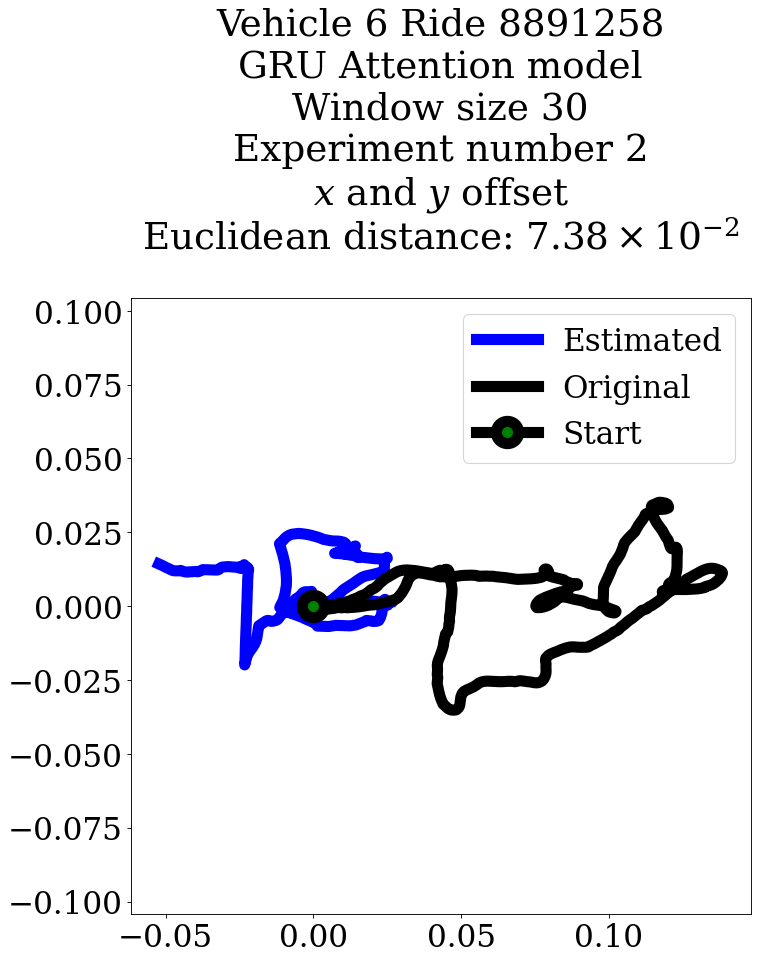 Vehicle 6 Ride 8891258
GRU Attention model
Window size 30
Experiment number 2
x and y offset
Euclidean distance: 7.38 × 10⁻²
Estimated
Original
Start
0.100
0.075
0.050
0.025
0.000
−0.025
−0.050
−0.075
−0.100
−0.05 0.00 0.05 0.10